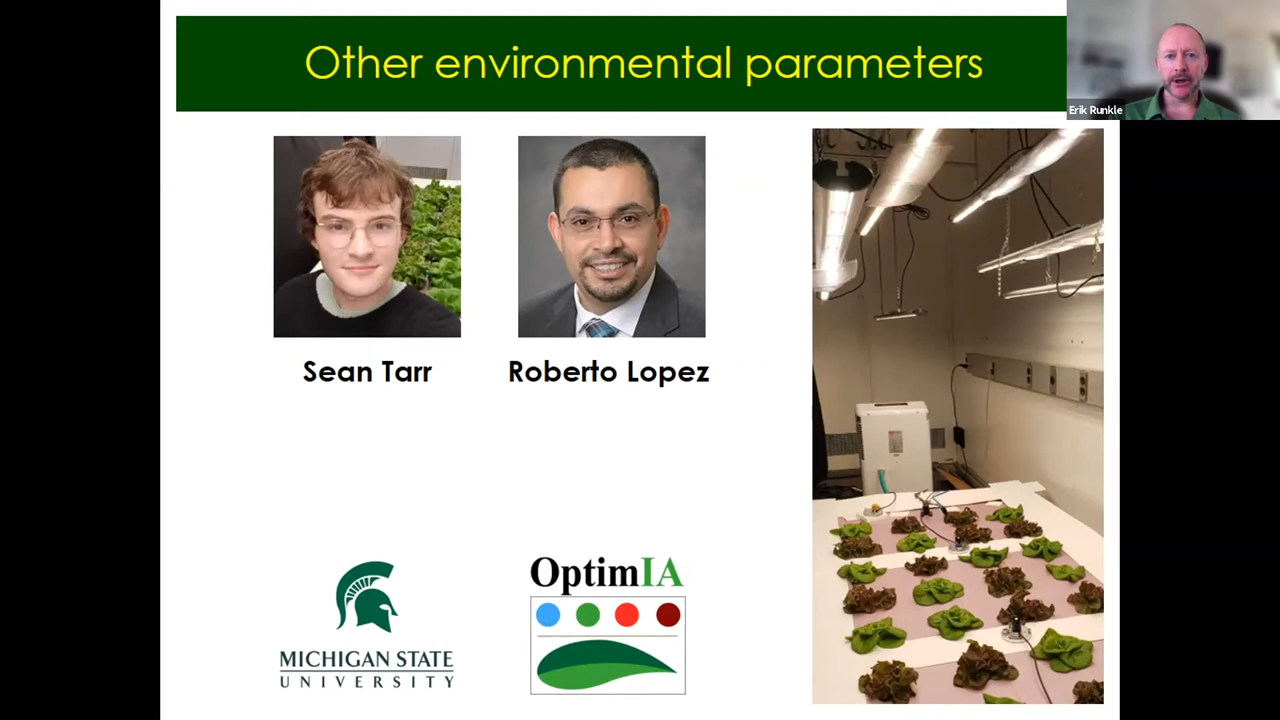 Other environmental parameters
Erik Runkle
Sean Tarr
Roberto Lopez
OptimIA
MICHIGAN STATE
UNIVERSITY